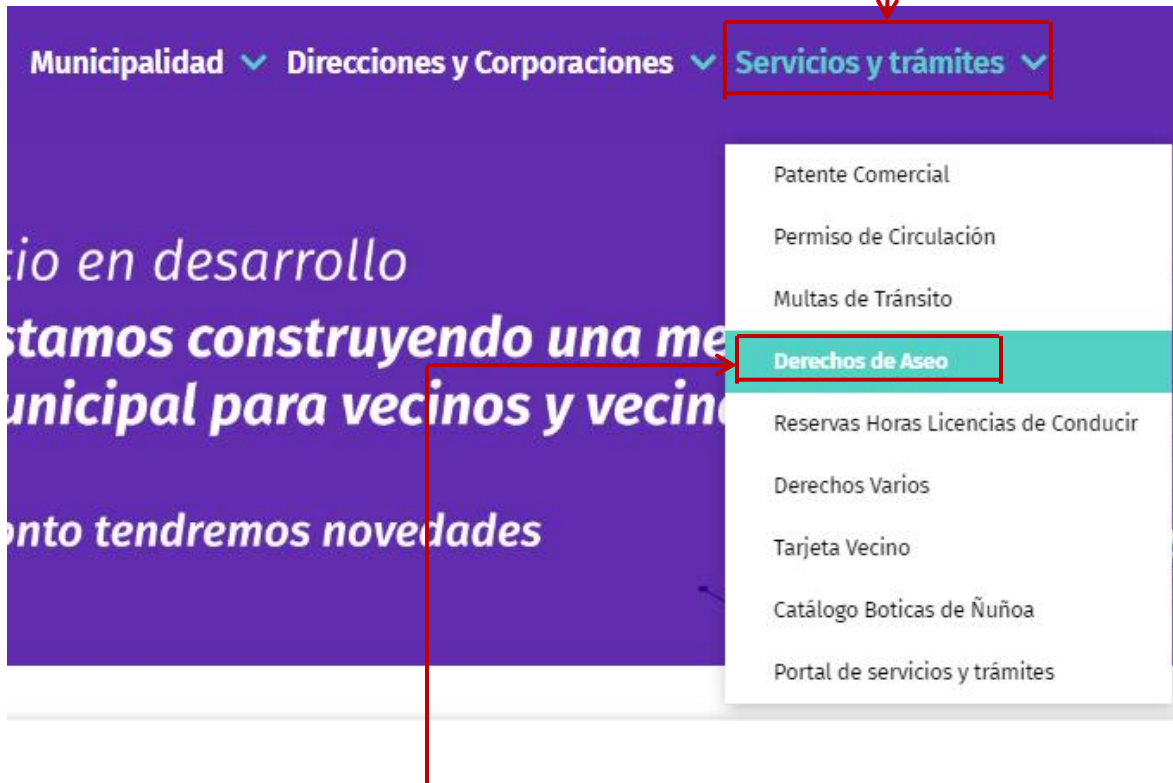 Municipalidad Direcciones y Corporaciones Servicios y trámites
tio en desarrollo
stamos construyendo una me
unicipal para vecinos y vecin
onto tendremos novedades
Patente Comercial
Permiso de Circulación
Multas de Tránsito
Derechos de Aseo
Reservas Horas Licencias de Conducir
Derechos Varios
Tarjeta Vecino
Catálogo Boticas de Ñuñoa
Portal de servicios y trámites